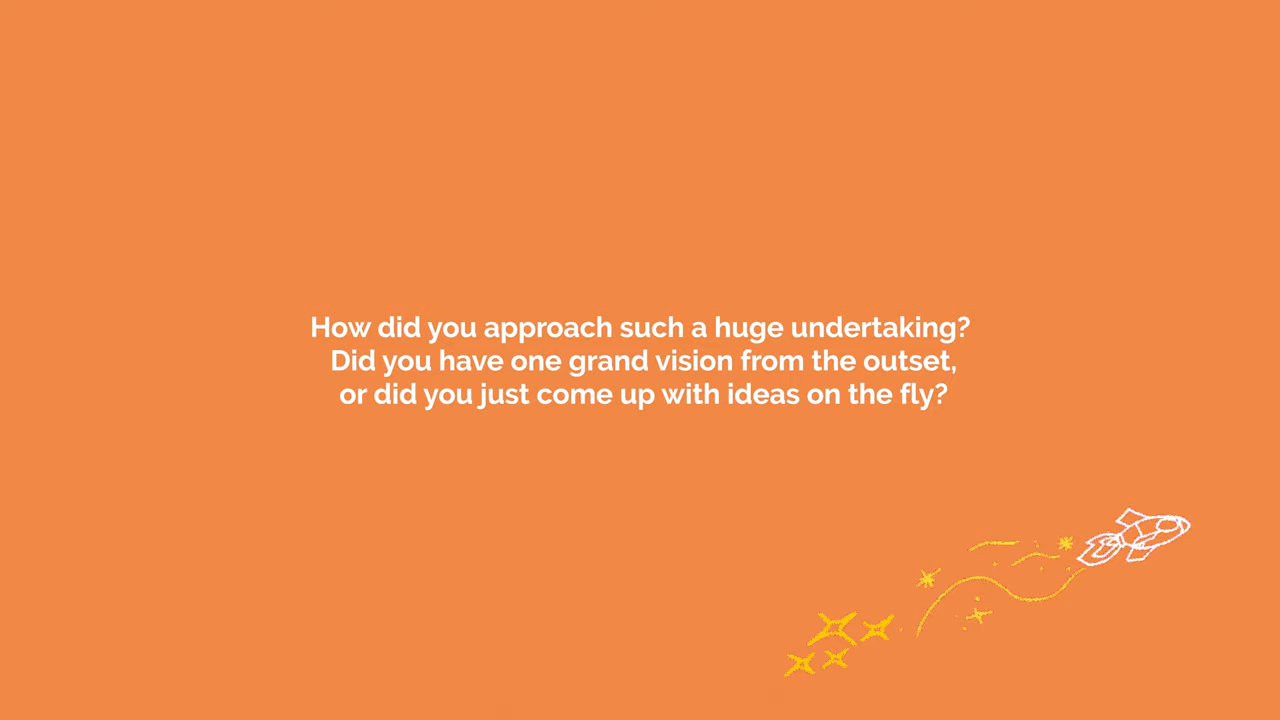 How did you approach such a huge undertaking?
Did you have one grand vision from the outset,
or did you just come up with ideas on the fly?